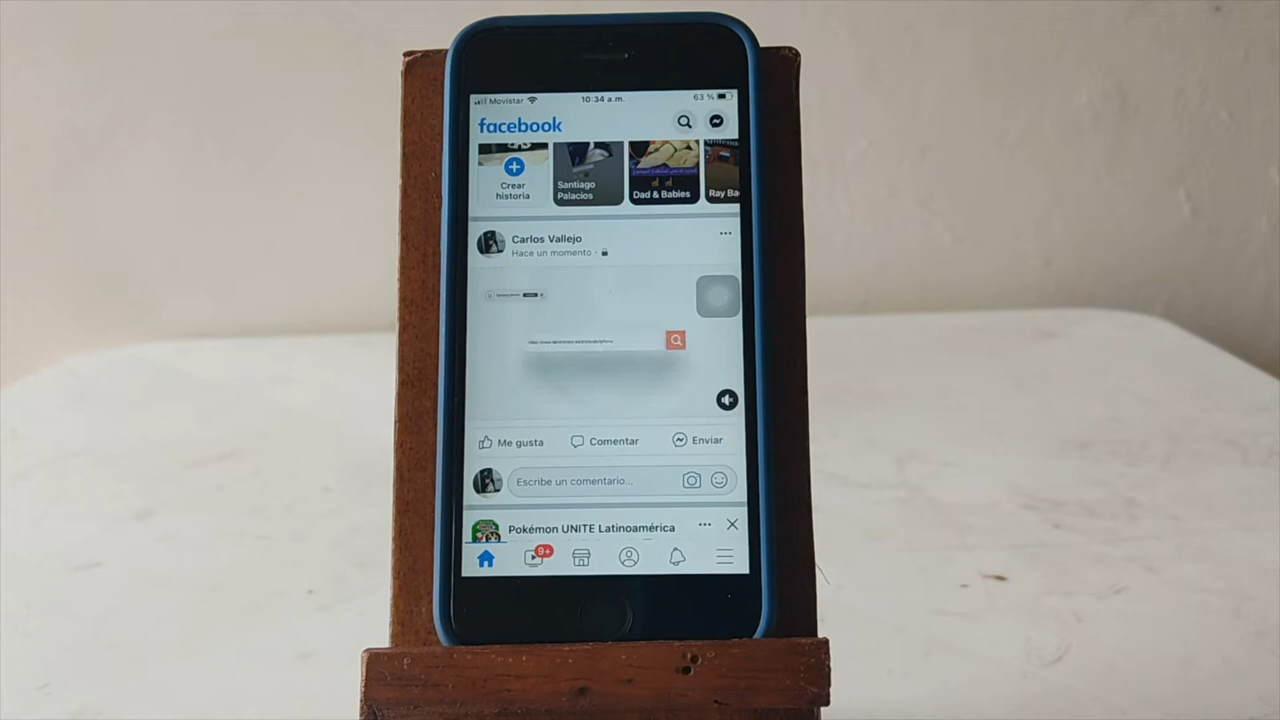 Movistar
10:34 a.m.
63 %
facebook
Crear
historia
Santiago
Palacios
Dad & Babies
Ray Ba
Carlos Vallejo
Hace un momento ·
Me gusta
Comentar
Enviar
Escribe un comentario...
Pokémon UNITE Latinoamérica
9+